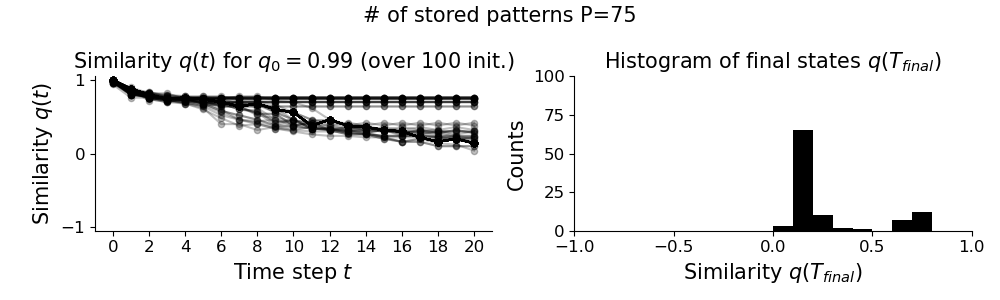 # of stored patterns P=75
Similarity q(t) for q₀ = 0.99 (over 100 init.)
1
0
−1
Similarity q(t)
0 2 4 6 8 10 12 14 16 18 20
Time step t
Histogram of final states q(T_final)
100
75
50
25
0
Counts
−1.0 −0.5 0.0 0.5 1.0
Similarity q(T_final)